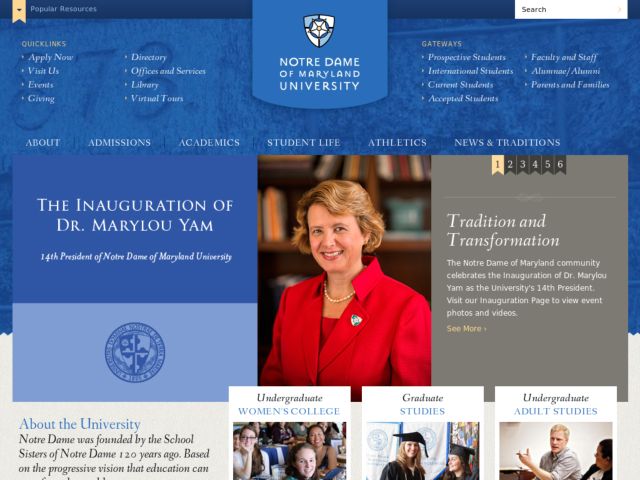 Popular Resources
Search
QUICKLINKS
Apply Now
Visit Us
Events
Giving
Directory
Offices and Services
Library
Virtual Tours
NOTRE DAME
OF MARYLAND
UNIVERSITY
GATEWAYS
Prospective Students
International Students
Current Students
Accepted Students
Faculty and Staff
Alumnae/Alumni
Parents and Families
ABOUT
ADMISSIONS
ACADEMICS
STUDENT LIFE
ATHLETICS
NEWS & TRADITIONS
THE INAUGURATION OF
DR. MARYLOU YAM
14th President of Notre Dame of Maryland University
1 2 3 4 5 6
Tradition and
Transformation
The Notre Dame of Maryland community
celebrates the Inauguration of Dr. Marylou
Yam as the University's 14th President.
Visit our Inauguration Page to view event
photos and videos.
See More ›
About the University
Notre Dame was founded by the School
Sisters of Notre Dame 120 years ago. Based
on the progressive vision that education can
Undergraduate
WOMEN'S COLLEGE
Graduate
STUDIES
Undergraduate
ADULT STUDIES